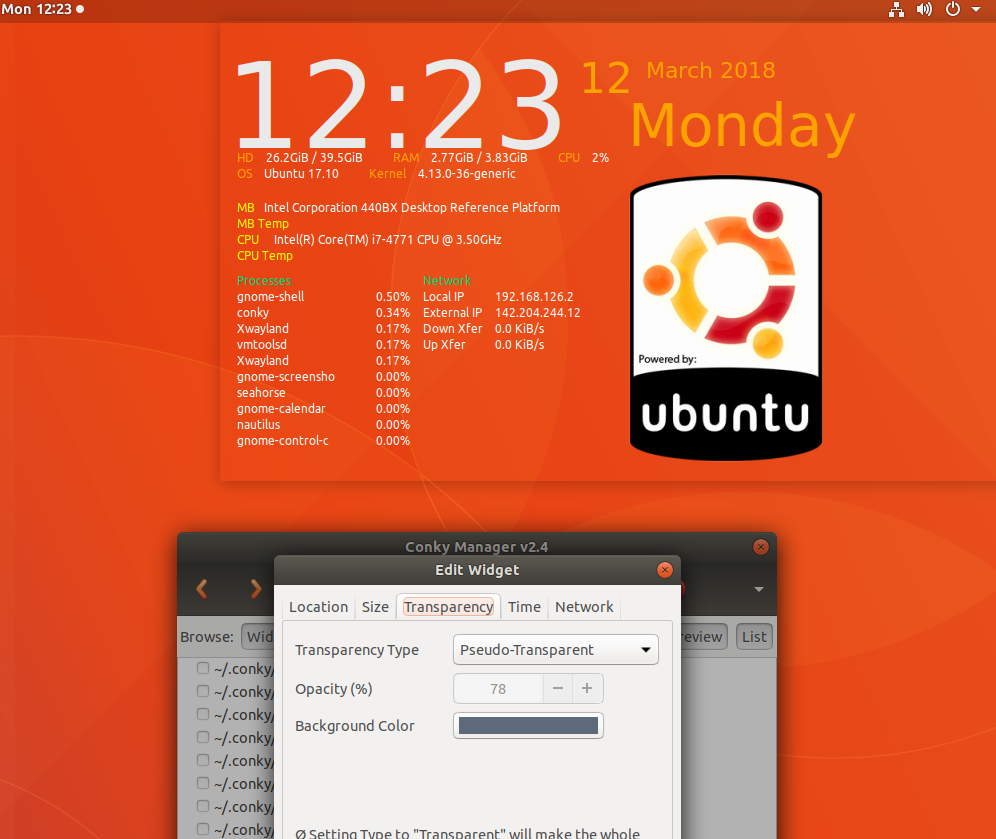 Mon 12:23
12:23
12 March 2018
Monday
HD 26.2GiB / 39.5GiB RAM 2.77GiB / 3.83GiB CPU 2%
OS Ubuntu 17.10 Kernel 4.13.0-36-generic
MB Intel Corporation 440BX Desktop Reference Platform
MB Temp
CPU Intel(R) Core(TM) i7-4771 CPU @ 3.50GHz
CPU Temp
Processes Network
gnome-shell 0.50% Local IP 192.168.126.2
conky 0.34% External IP 142.204.244.12
Xwayland 0.17% Down Xfer 0.0 KiB/s
vmtoolsd 0.17% Up Xfer 0.0 KiB/s
Xwayland 0.17%
gnome-screensho 0.00%
seahorse 0.00%
gnome-calendar 0.00%
nautilus 0.00%
gnome-control-c 0.00%
Powered by:
ubuntu
Conky Manager v2.4
Edit Widget
Location Size Transparency Time Network
Browse: Wid
review List
Transparency Type Pseudo-Transparent
Opacity (%) 78 − +
Background Color
~/.conky/
~/.conky/
~/.conky/
~/.conky/
~/.conky/
~/.conky/
~/.conky/
~/.conky/
Ø Setting Type to "Transparent" will make the whole